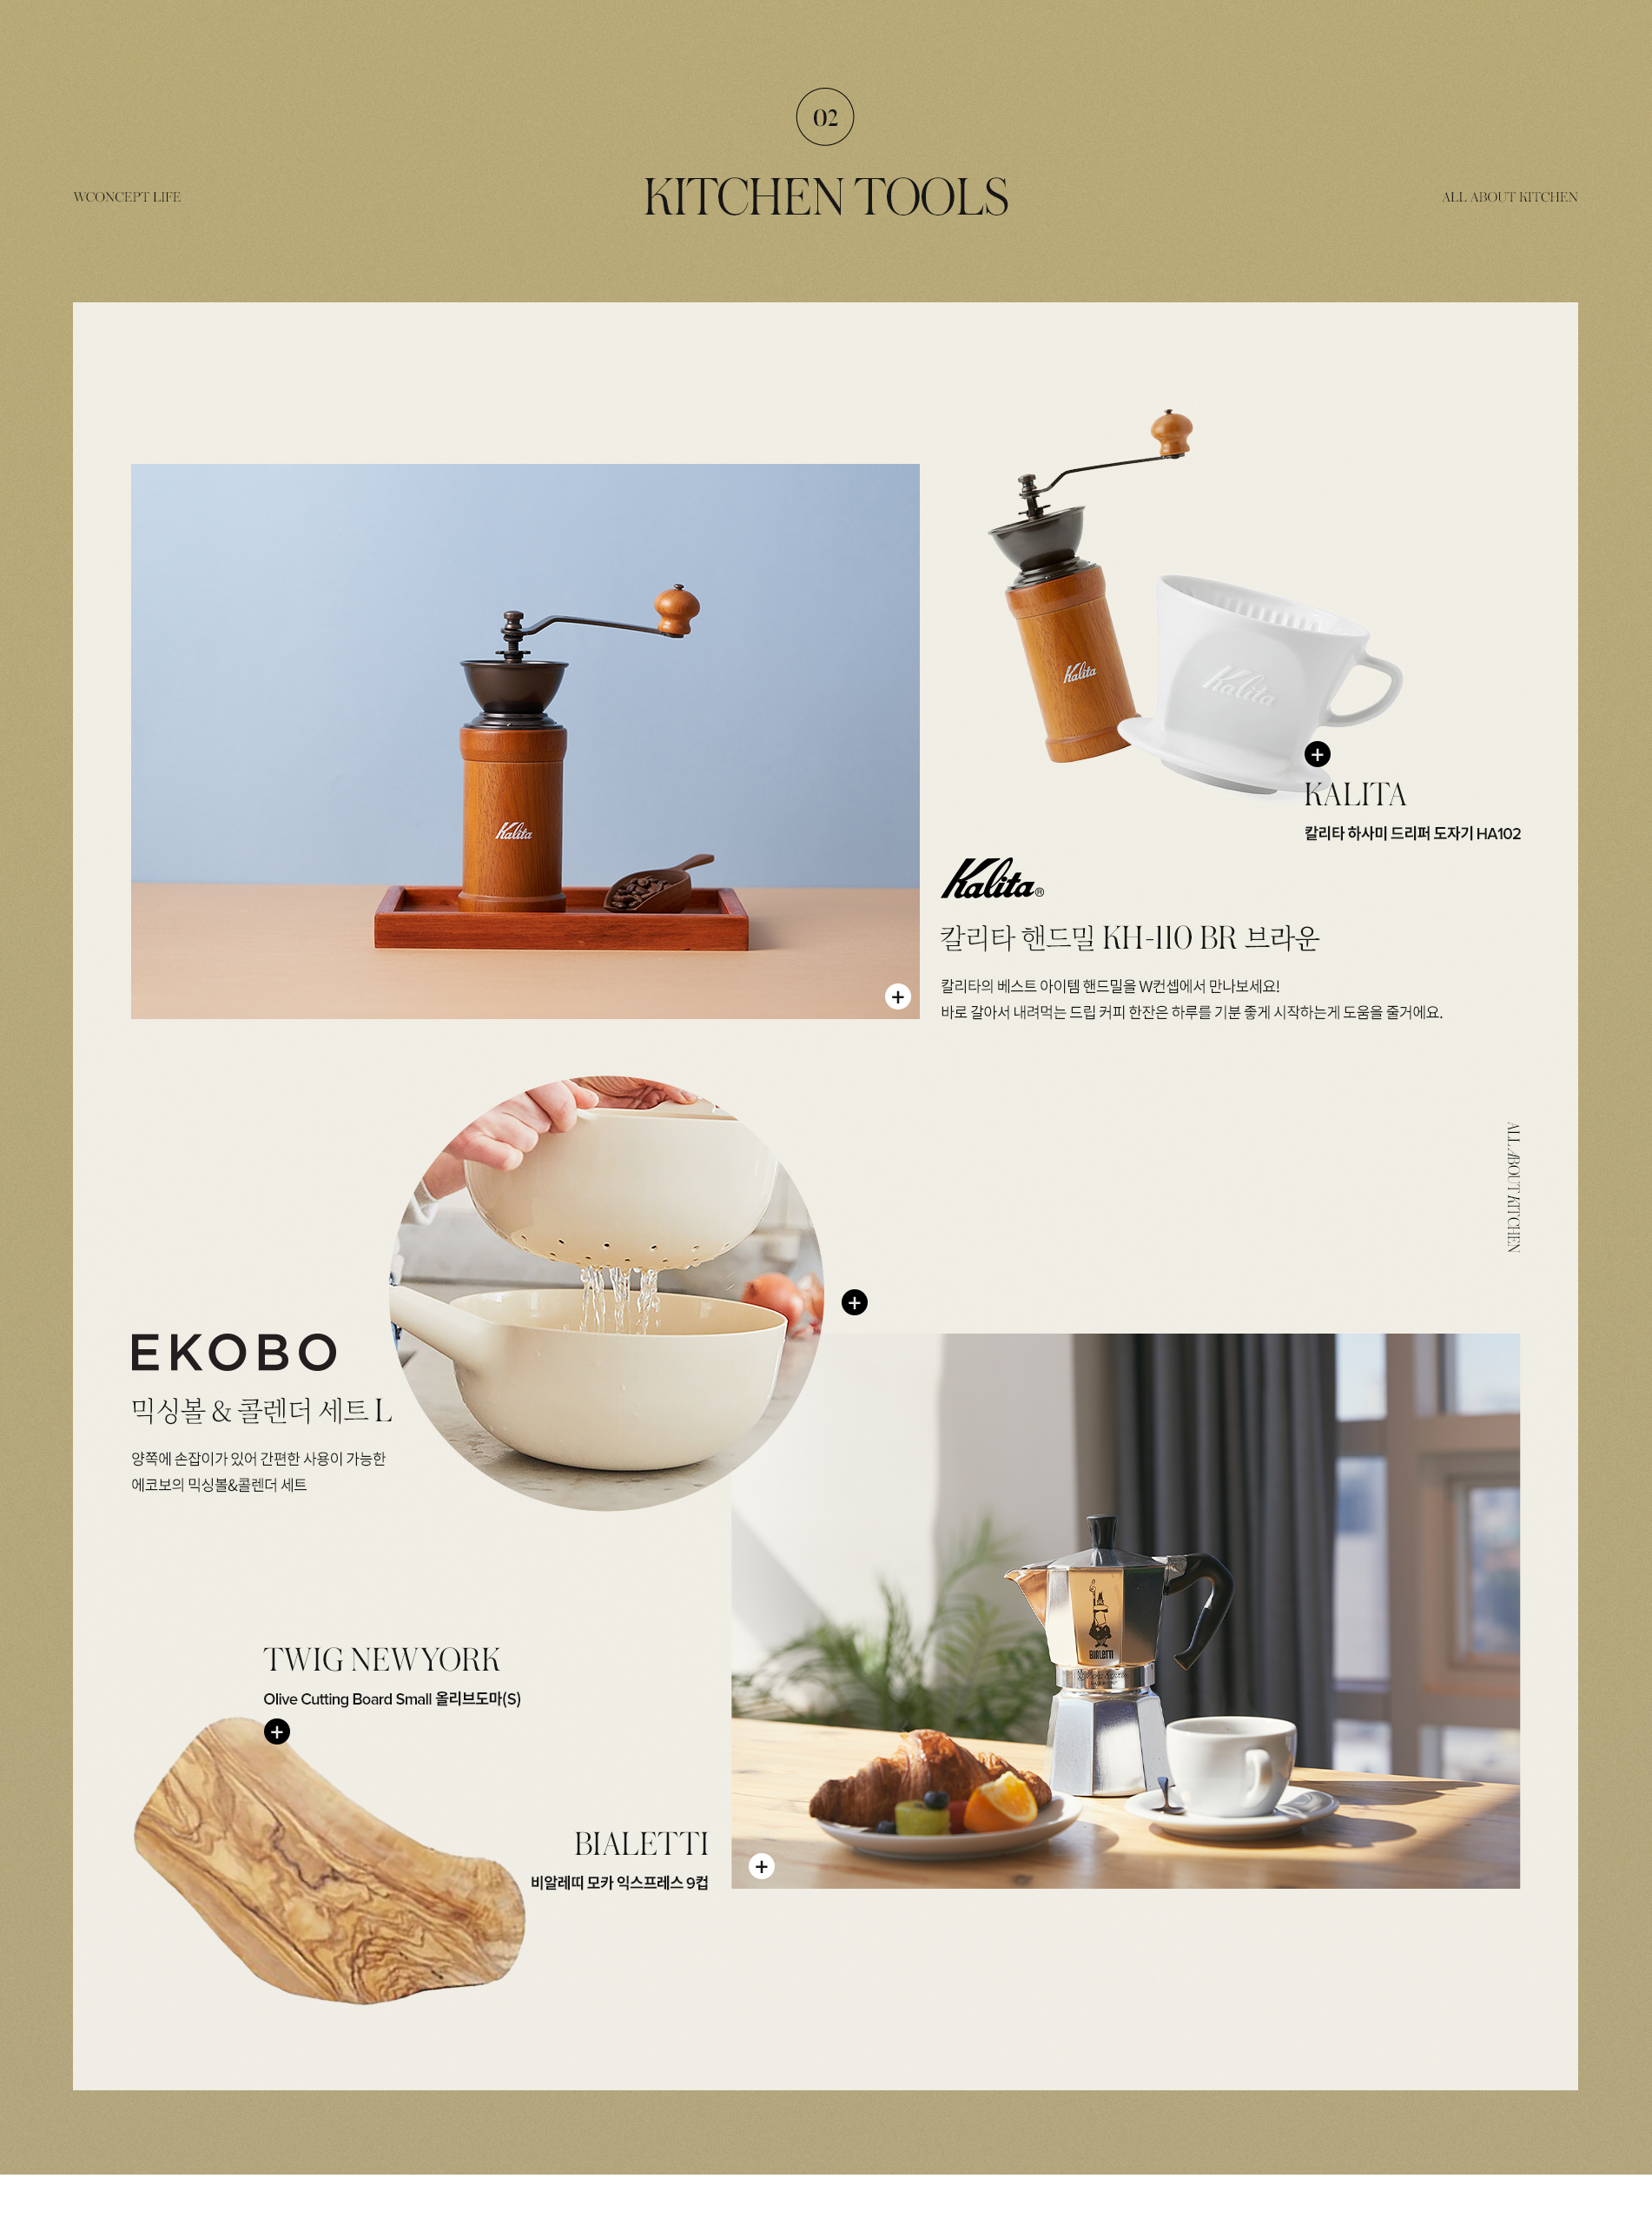 02
WCONCEPT LIFE
KITCHEN TOOLS
ALL ABOUT KITCHEN
Kalita
Kalita
Kalita
KALITA
칼리타 하사미 드리퍼 도자기 HA102
Kalita®
칼리타 핸드밀 KH-110 BR 브라운
칼리타의 베스트 아이템 핸드밀을 W컨셉에서 만나보세요!
바로 갈아서 내려먹는 드립 커피 한잔은 하루를 기분 좋게 시작하는게 도움을 줄거에요.
ALL ABOUT KITCHEN
EKOBO
믹싱볼 & 콜렌더 세트 L
양쪽에 손잡이가 있어 간편한 사용이 가능한
에코보의 믹싱볼&콜렌더 세트
BIALETTI
TWIG NEWYORK
Olive Cutting Board Small 올리브도마(S)
BIALETTI
비알레띠 모카 익스프레스 9컵